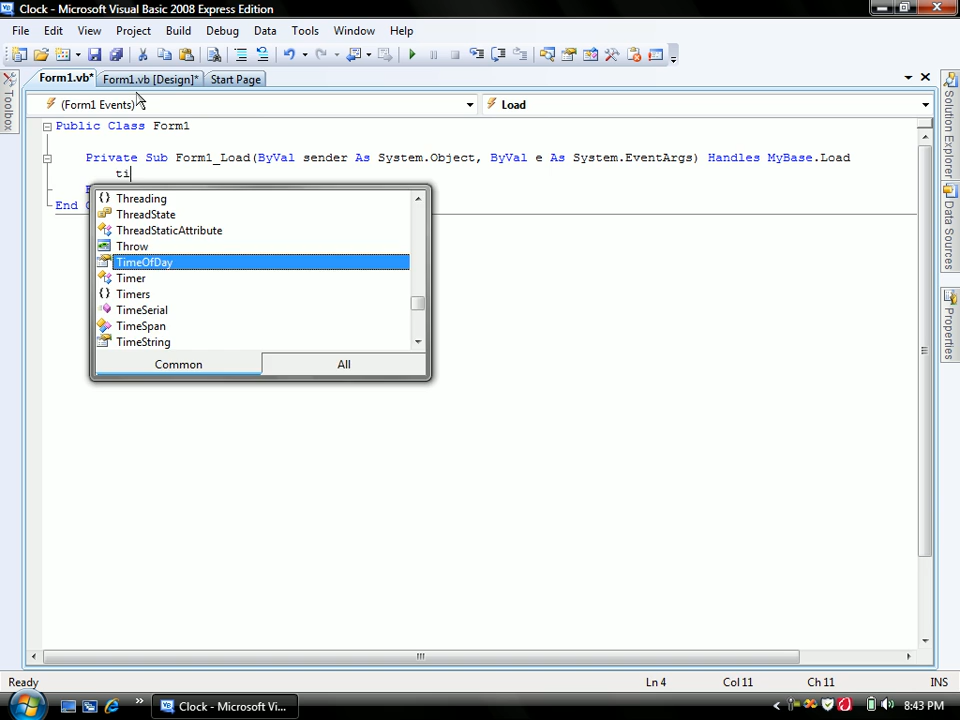 Clock - Microsoft Visual Basic 2008 Express Edition
File Edit View Project Build Debug Data Tools Window Help
Form1.vb* Form1.vb [Design]* Start Page
(Form1 Events) Load
Public Class Form1
Private Sub Form1_Load(ByVal sender As System.Object, ByVal e As System.EventArgs) Handles MyBase.Load
ti
End
Threading
ThreadState
ThreadStaticAttribute
Throw
TimeOfDay
Timer
Timers
TimeSerial
TimeSpan
TimeString
Common All
Toolbox
Solution Explorer
Data Sources
Properties
Ready Ln 4 Col 11 Ch 11 INS
VB Clock - Microsoft Vi... 8:43 PM